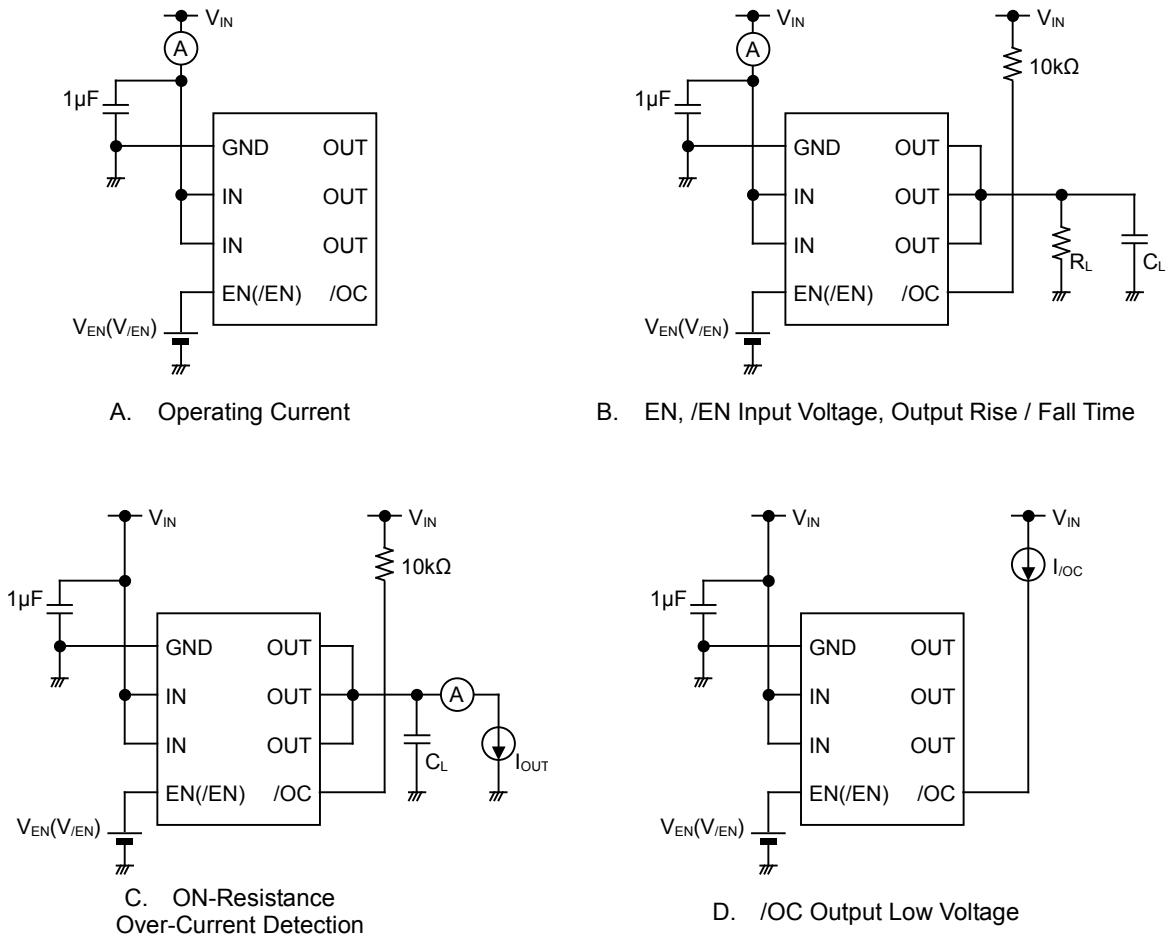 V_IN
A
1µF
GND OUT
IN OUT
IN OUT
EN(/EN) /OC
V_EN(V_/EN)
A. Operating Current
V_IN V_IN
A
10kΩ
1µF
GND OUT
IN OUT
IN OUT
R_L C_L
EN(/EN) /OC
V_EN(V_/EN)
B. EN, /EN Input Voltage, Output Rise / Fall Time
V_IN V_IN
10kΩ
1µF
GND OUT
IN OUT A
IN OUT
C_L I_OUT
EN(/EN) /OC
V_EN(V_/EN)
C. ON-Resistance
Over-Current Detection
V_IN V_IN
I_/OC
1µF
GND OUT
IN OUT
IN OUT
EN(/EN) /OC
V_EN(V_/EN)
D. /OC Output Low Voltage